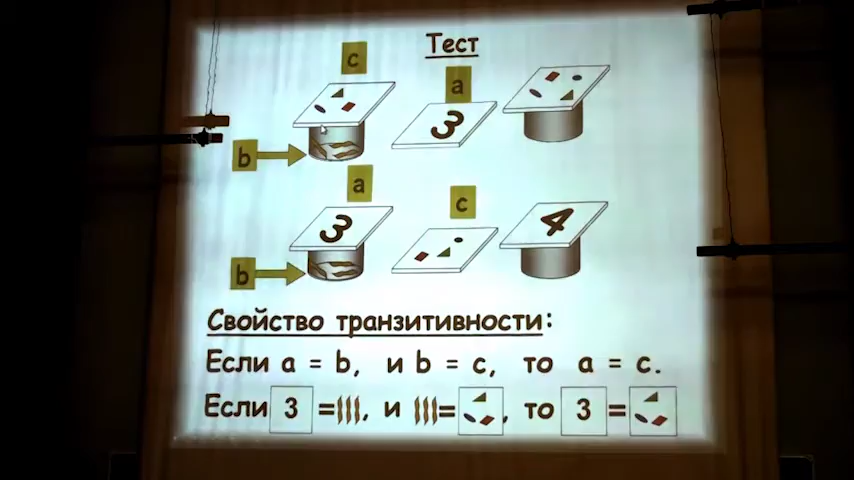 Тест
c
a
3
b
a
c
3
4
b
Свойство транзитивности:
Если a = b, и b = c, то a = c.
Если 3 = , и = , то 3 =